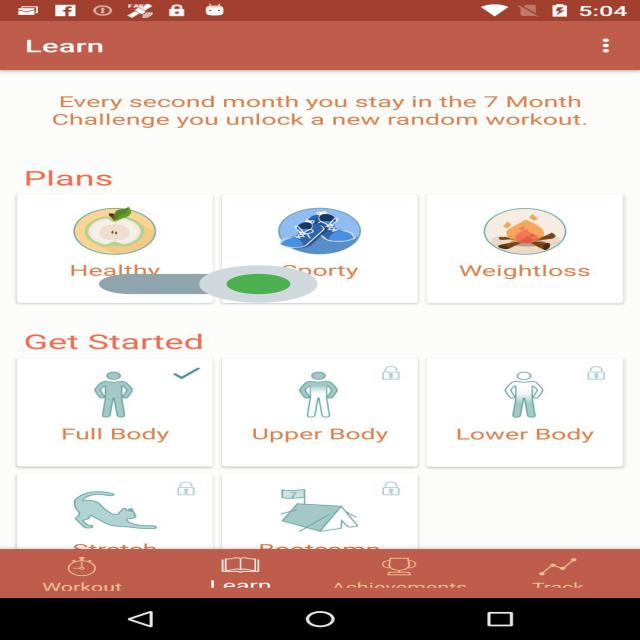 5:04
Learn
Every second month you stay in the 7 Month
Challenge you unlock a new random workout.
Plans
Healthy Sporty Weightloss
Get Started
Full Body Upper Body Lower Body
7
Stretch Bootcamp
Workout Learn Achievements Track